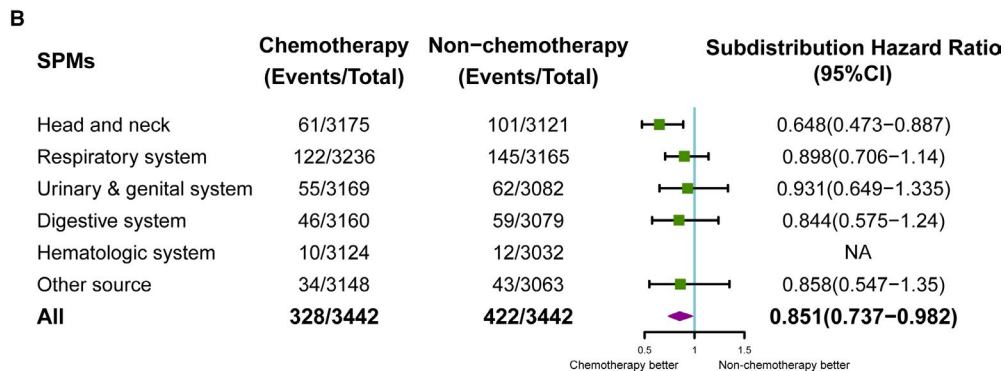 B
SPMs Chemotherapy Non−chemotherapy Subdistribution Hazard Ratio
(Events/Total) (Events/Total) (95%CI)
Head and neck 61/3175 101/3121 0.648(0.473−0.887)
Respiratory system 122/3236 145/3165 0.898(0.706−1.14)
Urinary & genital system 55/3169 62/3082 0.931(0.649−1.335)
Digestive system 46/3160 59/3079 0.844(0.575−1.24)
Hematologic system 10/3124 12/3032 NA
Other source 34/3148 43/3063 0.858(0.547−1.35)
All 328/3442 422/3442 0.851(0.737−0.982)
0.5 1 1.5
Chemotherapy better Non−chemotherapy better